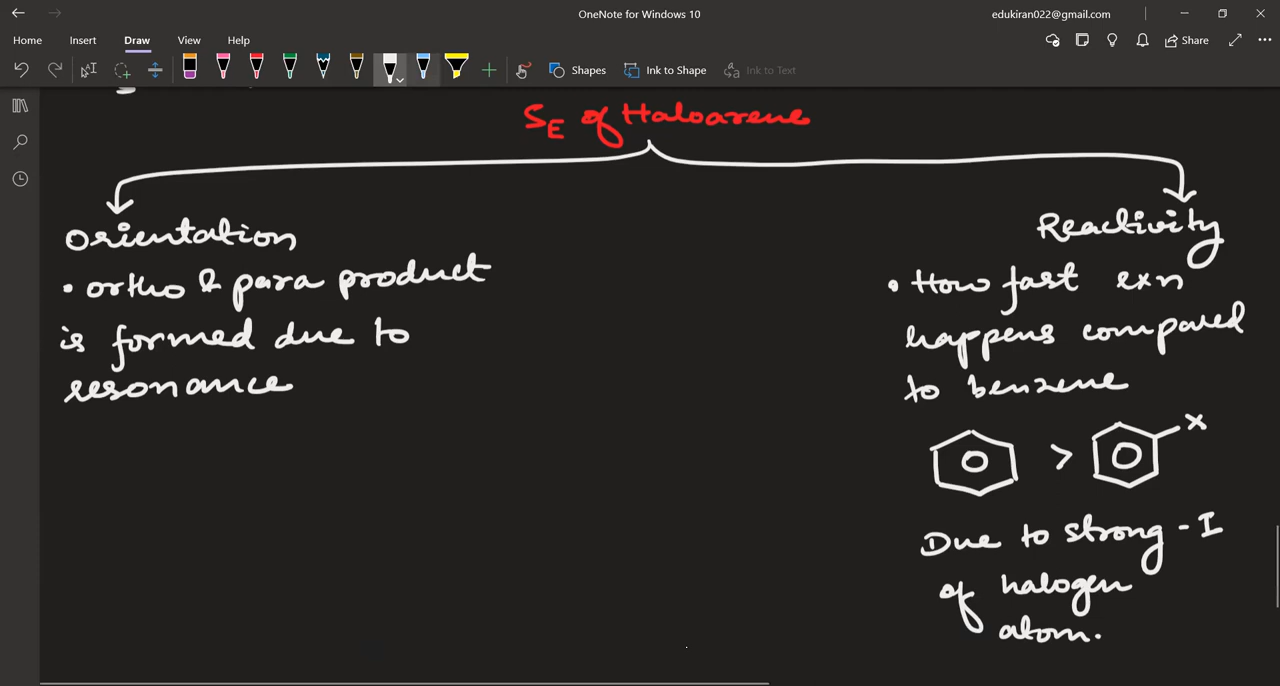 OneNote for Windows 10
edukiran022@gmail.com
Home Insert Draw View Help
Share
Shapes
Ink to Shape
Ink to Text
SE of Haloarene
Orientation
• ortho & para product
is formed due to
resonance
Reactivity
• How fast rxn
happens compared
to benzene
> X
Due to strong -I
of halogen
atom.